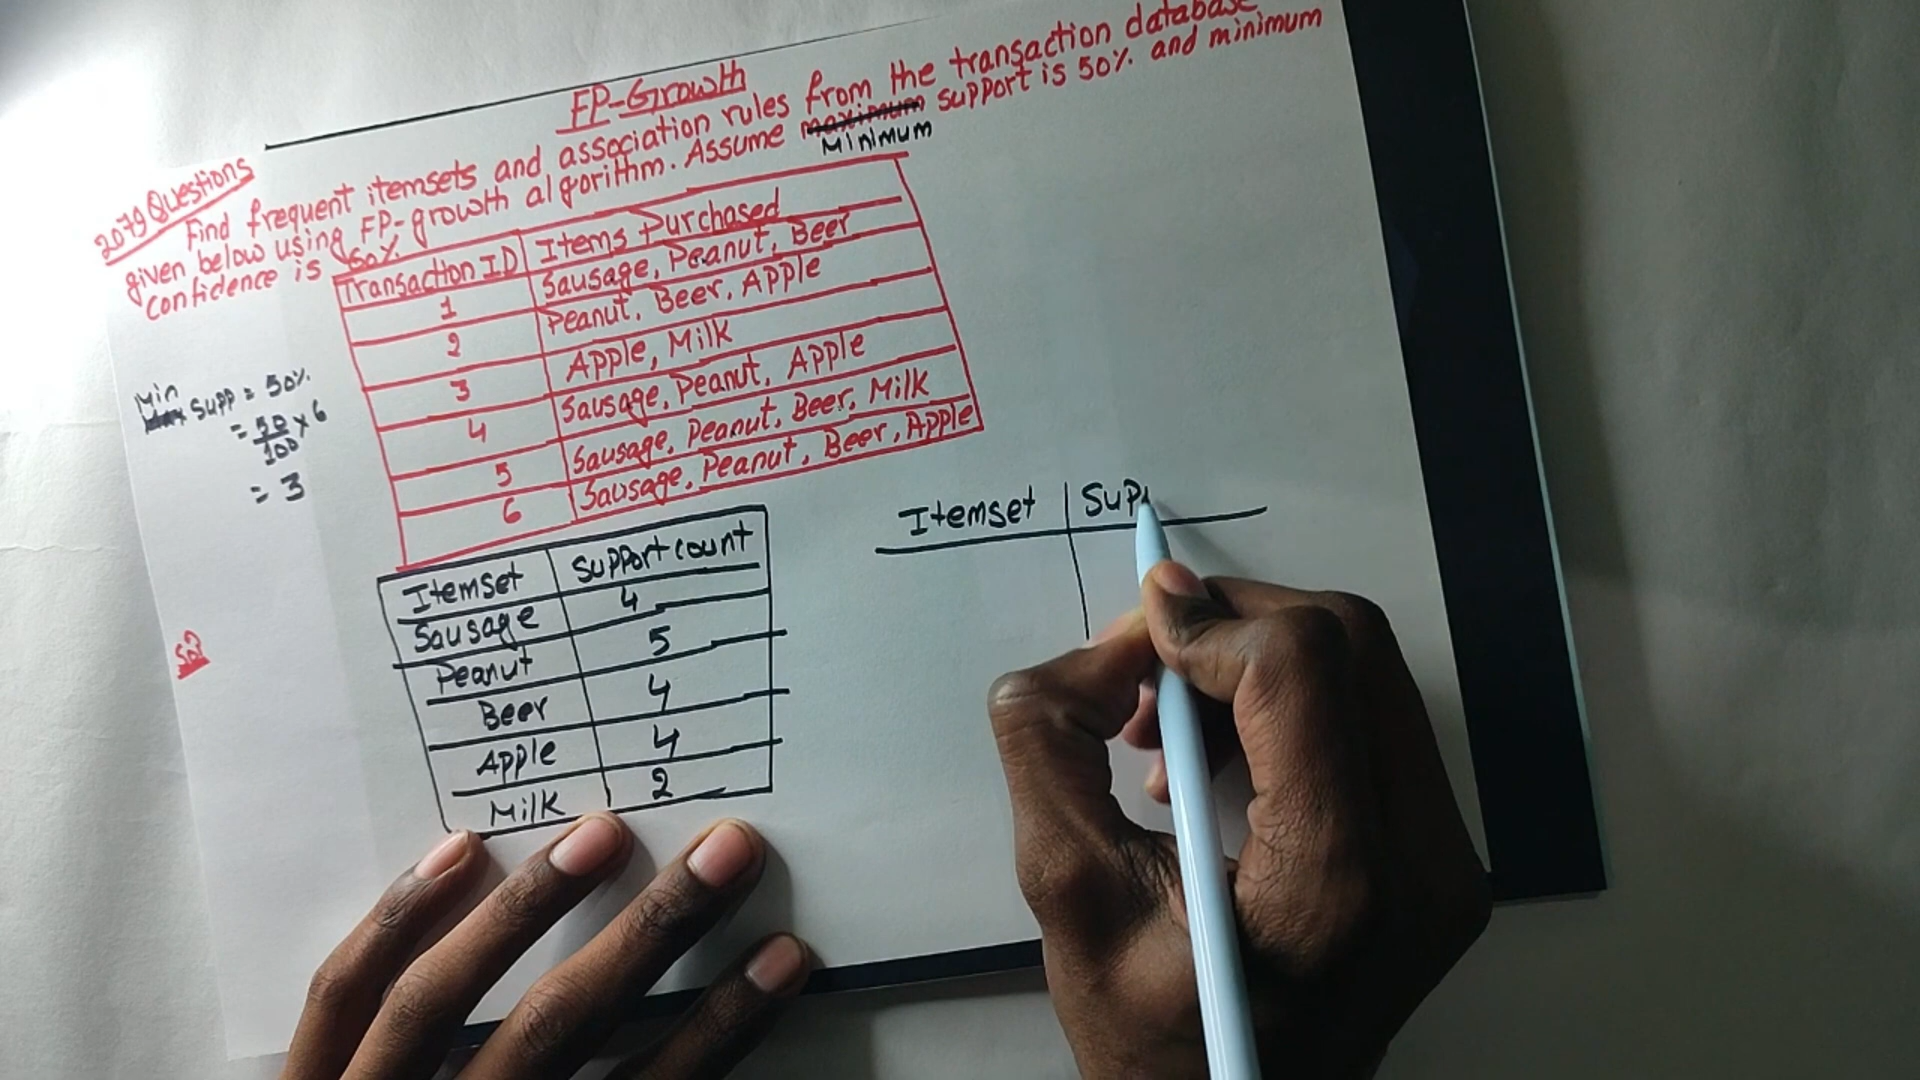 FP-Growth
2079 Questions
Find frequent itemsets and association rules from the transaction database
given below using FP-growth algorithm. Assume maximum support is 50% and minimum
Minimum
confidence is 50%
Transaction ID Items Purchased
1 Sausage, Peanut, Beer
2 Peanut, Beer, Apple
3 Apple, Milk
4 Sausage, Peanut, Apple
5 Sausage, Peanut, Beer, Milk
6 Sausage, Peanut, Beer, Apple
Min
Supp = 50%
= 50/100 x 6
= 3
Itemset Support count
Sausage 4
Peanut 5
Beer 4
Apple 4
Milk 2
Itemset Sup